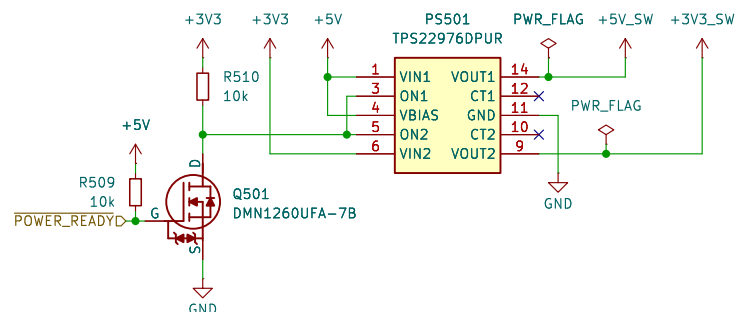 +3V3
+3V3
+5V
PS501
TPS22976DPUR
PWR_FLAG
+5V_SW
+3V3_SW
R510
10k
1
VIN1
VOUT1
14
3
ON1
CT1
12
4
VBIAS
GND
11
5
ON2
CT2
10
6
VIN2
VOUT2
9
PWR_FLAG
+5V
R509
10k
POWER_READY
G
D
S
Q501
DMN1260UFA-7B
GND
GND